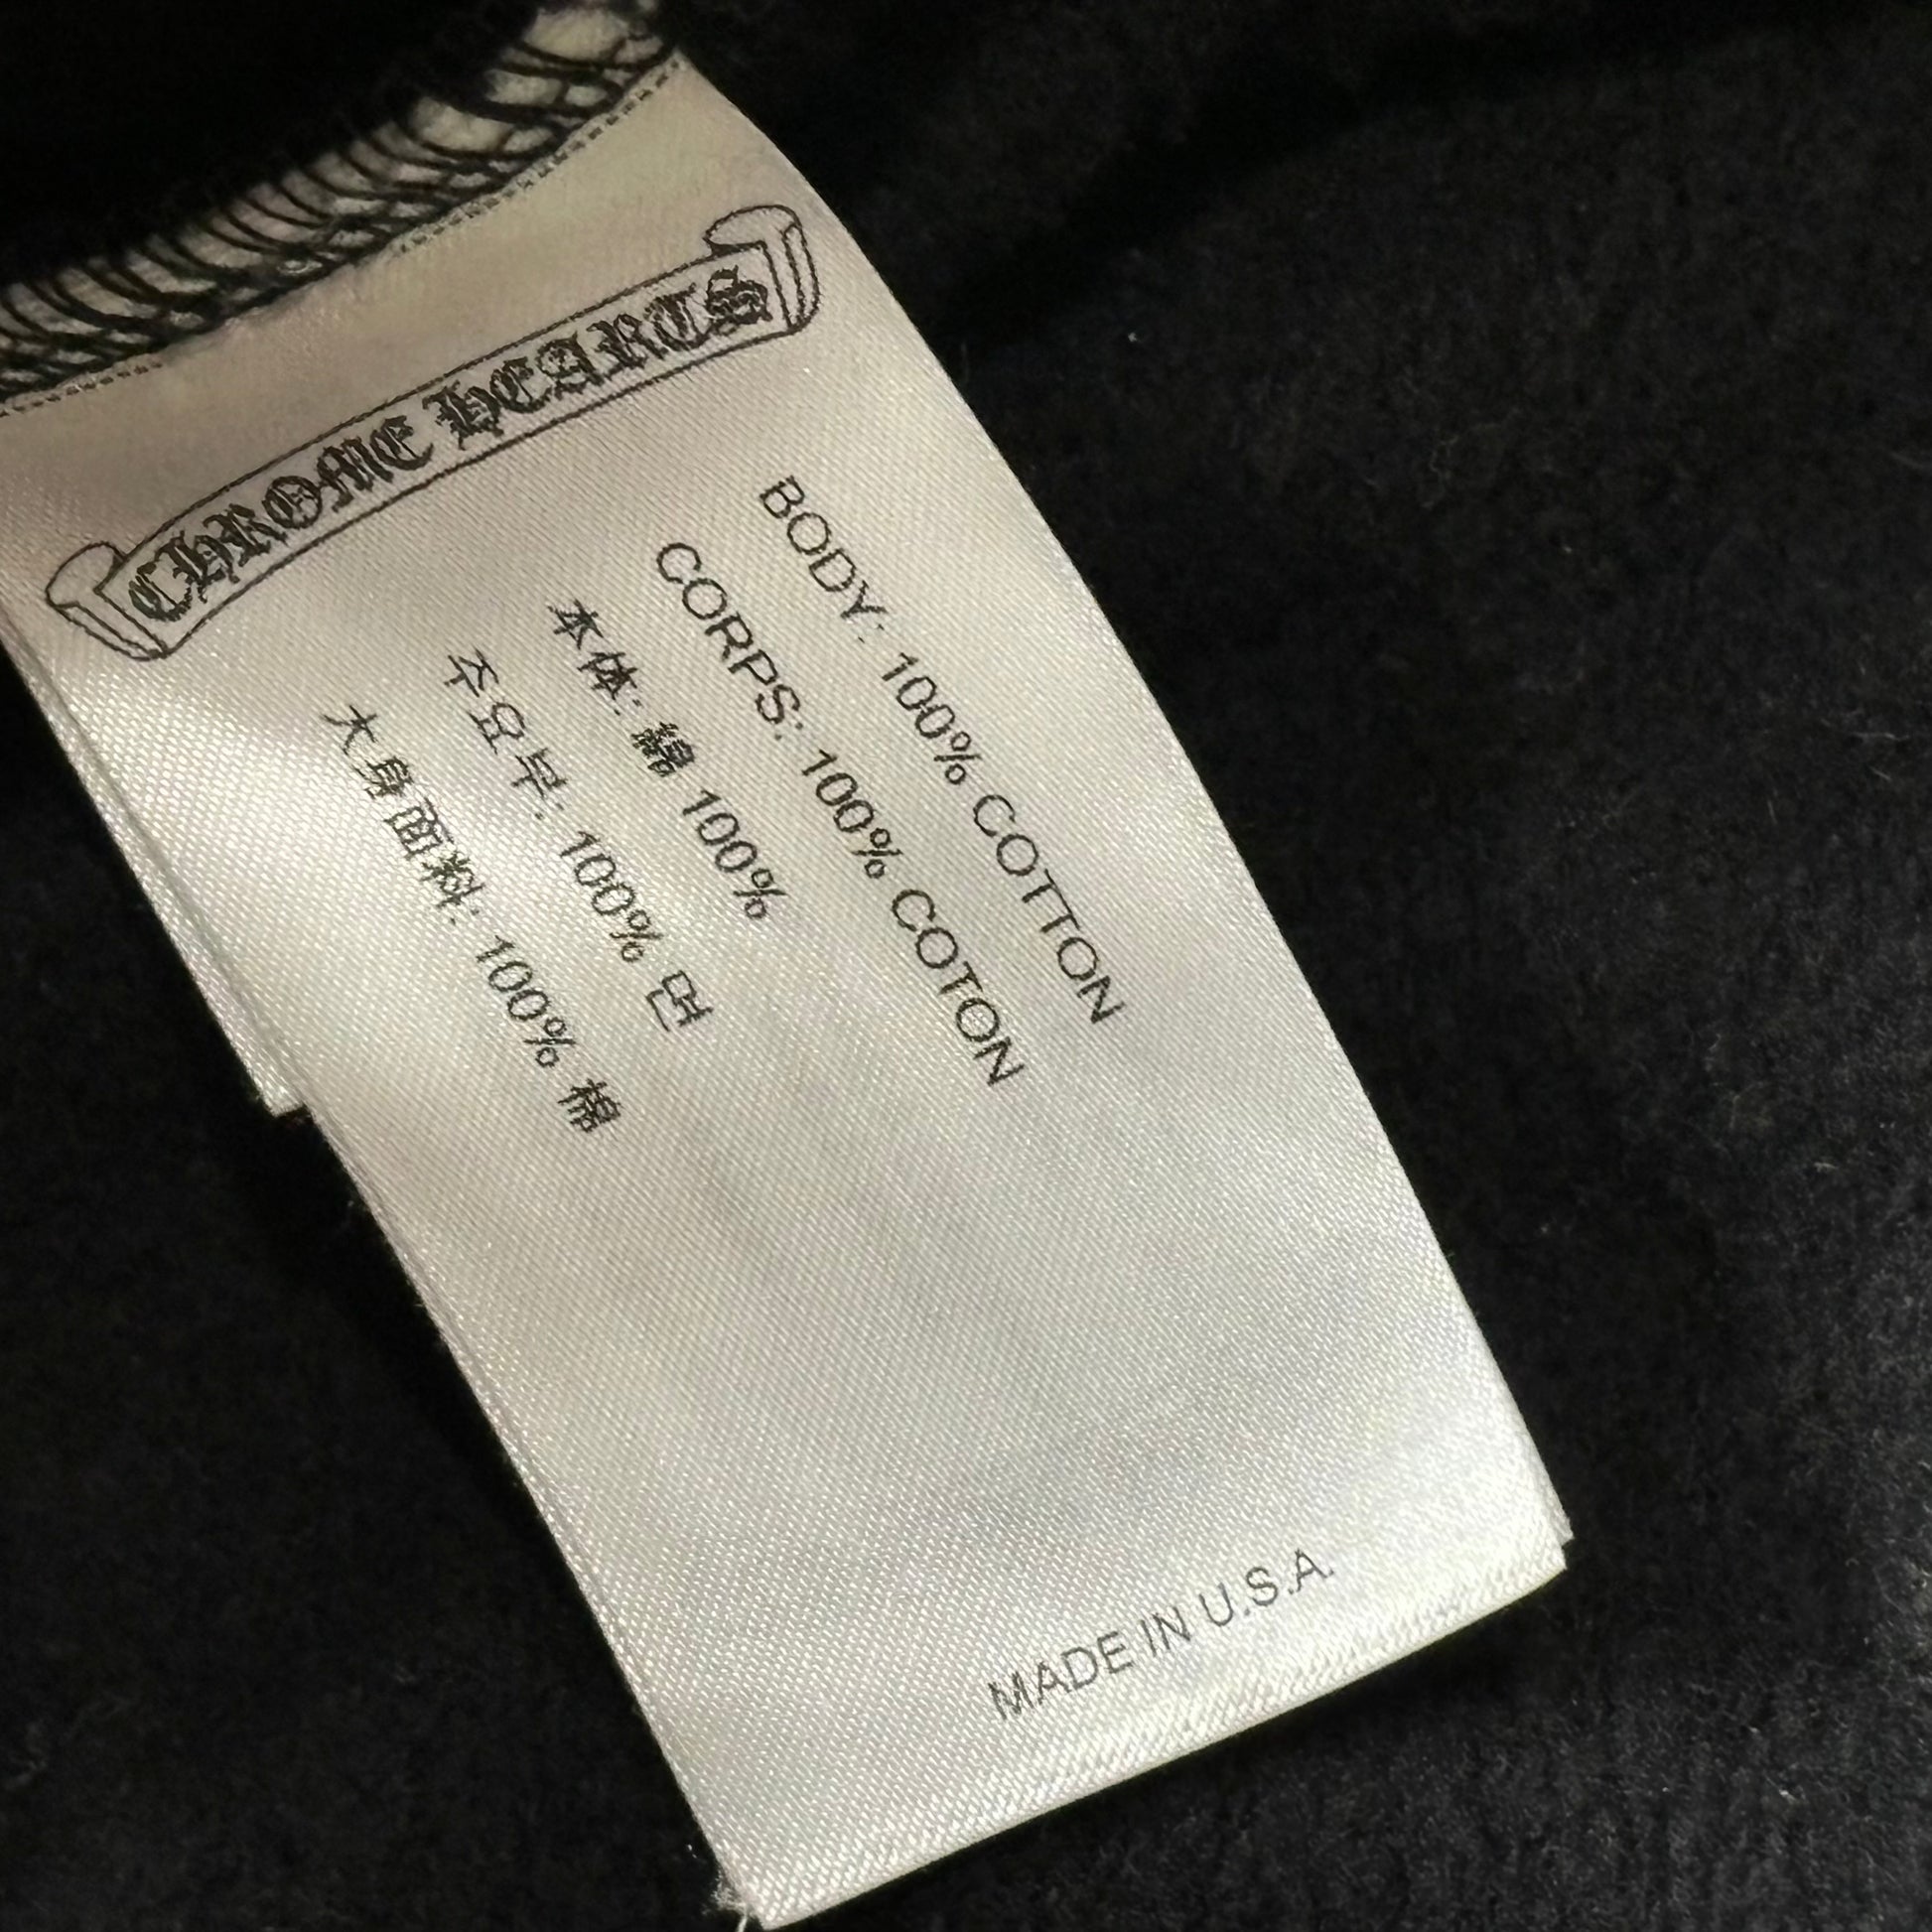 CHROME HEARTS
BODY: 100% COTTON
CORPS: 100% COTON
本体: 綿 100%
주요부: 100% 면
大身面料: 100% 棉
MADE IN U.S.A.